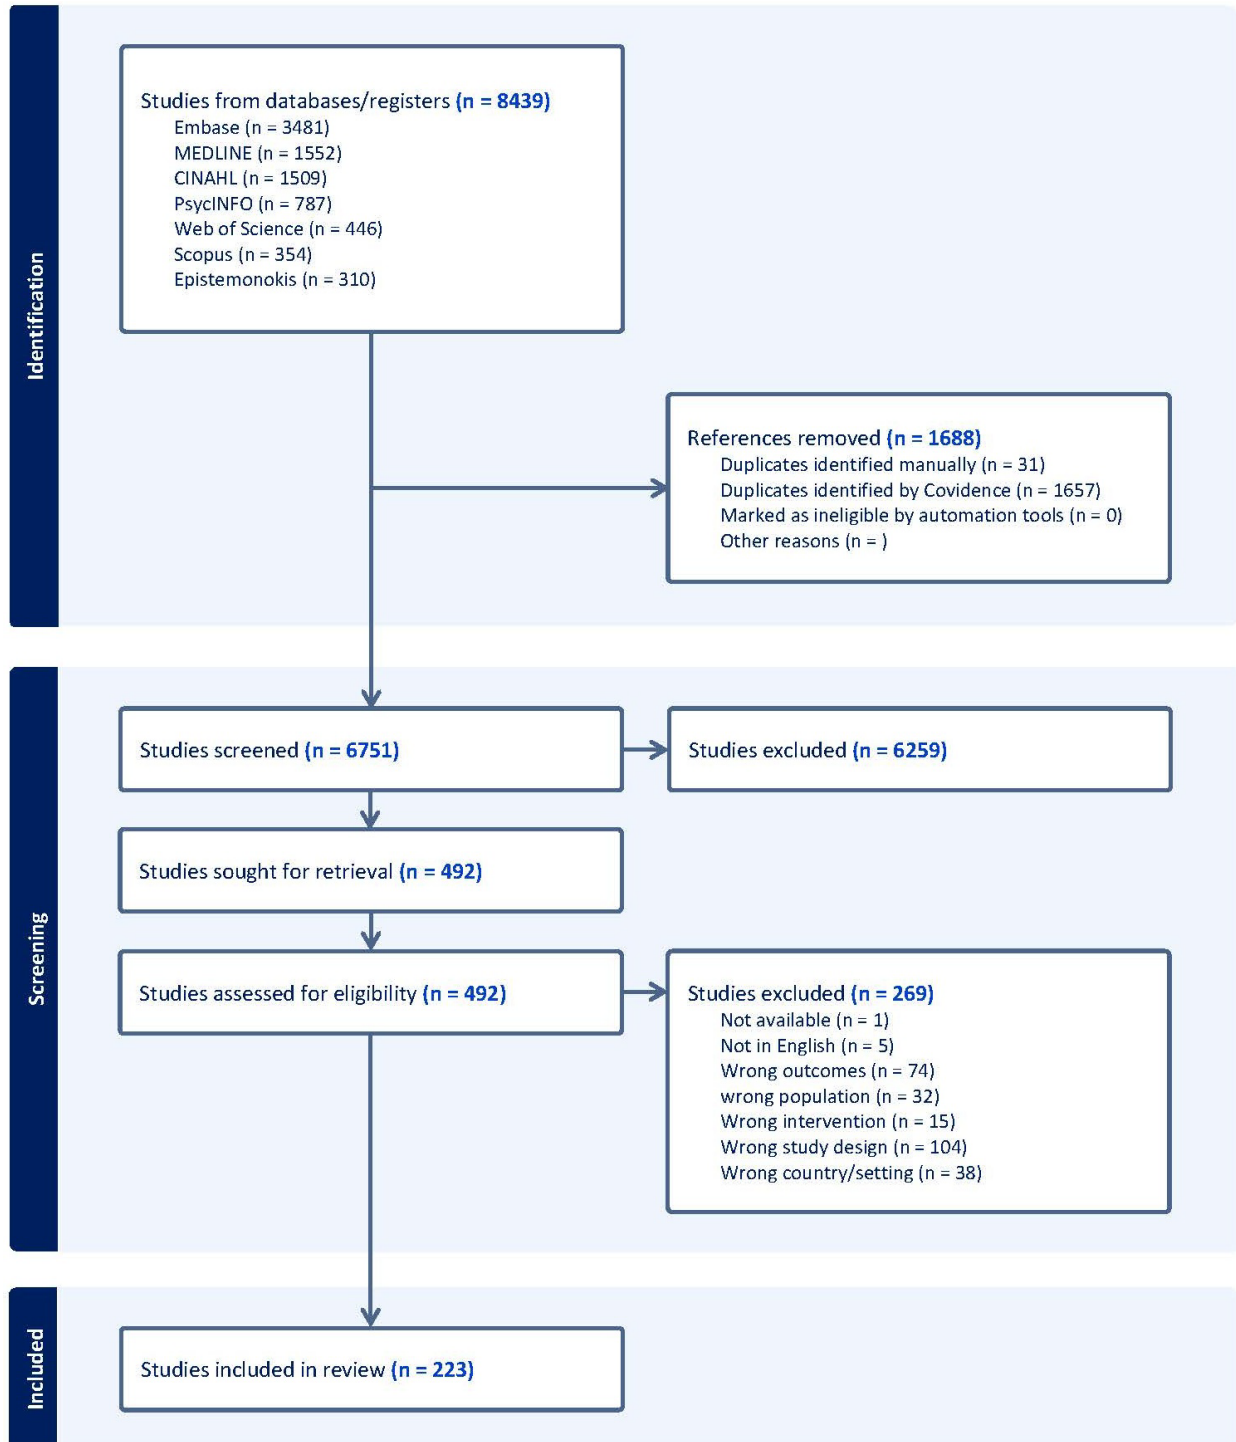 Identification
Studies from databases/registers (n = 8439)
Embase (n = 3481)
MEDLINE (n = 1552)
CINAHL (n = 1509)
PsycINFO (n = 787)
Web of Science (n = 446)
Scopus (n = 354)
Epistemonokis (n = 310)
References removed (n = 1688)
Duplicates identified manually (n = 31)
Duplicates identified by Covidence (n = 1657)
Marked as ineligible by automation tools (n = 0)
Other reasons (n = )
Screening
Studies screened (n = 6751)
Studies excluded (n = 6259)
Studies sought for retrieval (n = 492)
Studies assessed for eligibility (n = 492)
Studies excluded (n = 269)
Not available (n = 1)
Not in English (n = 5)
Wrong outcomes (n = 74)
wrong population (n = 32)
Wrong intervention (n = 15)
Wrong study design (n = 104)
Wrong country/setting (n = 38)
Included
Studies included in review (n = 223)